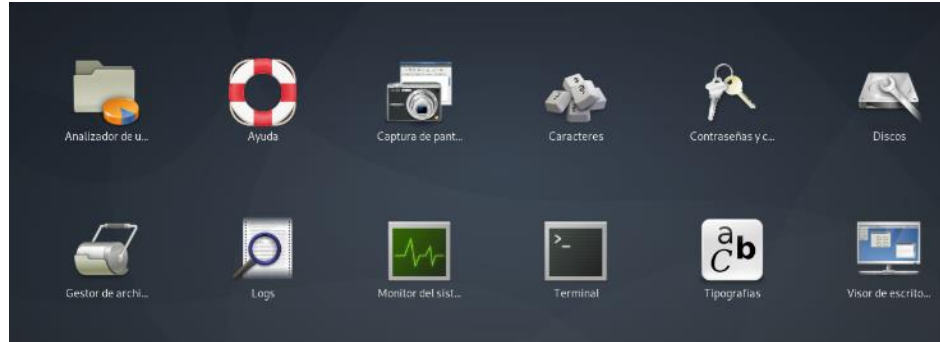 Analizador de u...
Ayuda
Captura de pant...
Caracteres
Contraseñas y c...
Discos
Gestor de archi...
Logs
Monitor del sist...
>_
Terminal
a
b
C
Tipografías
Visor de escrito...